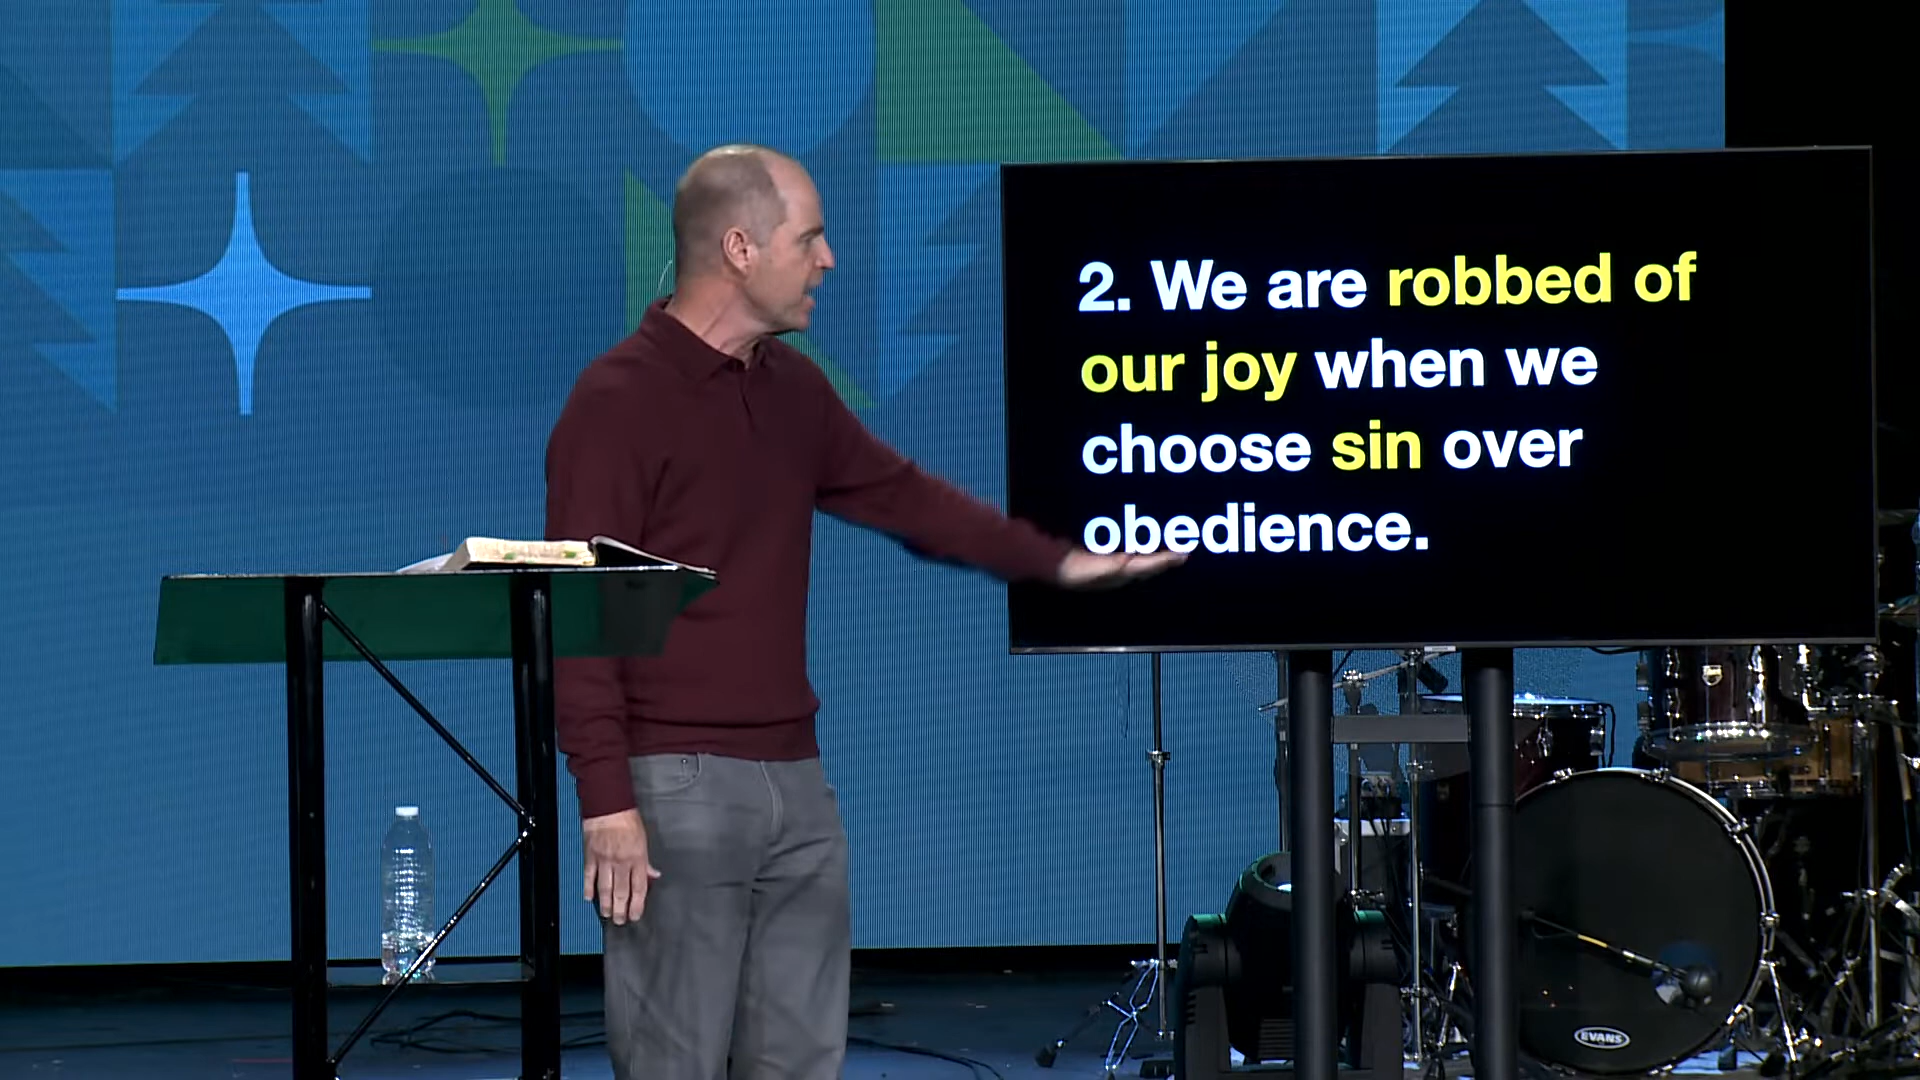 2. We are robbed of
our joy when we
choose sin over
obedience.
EVANS